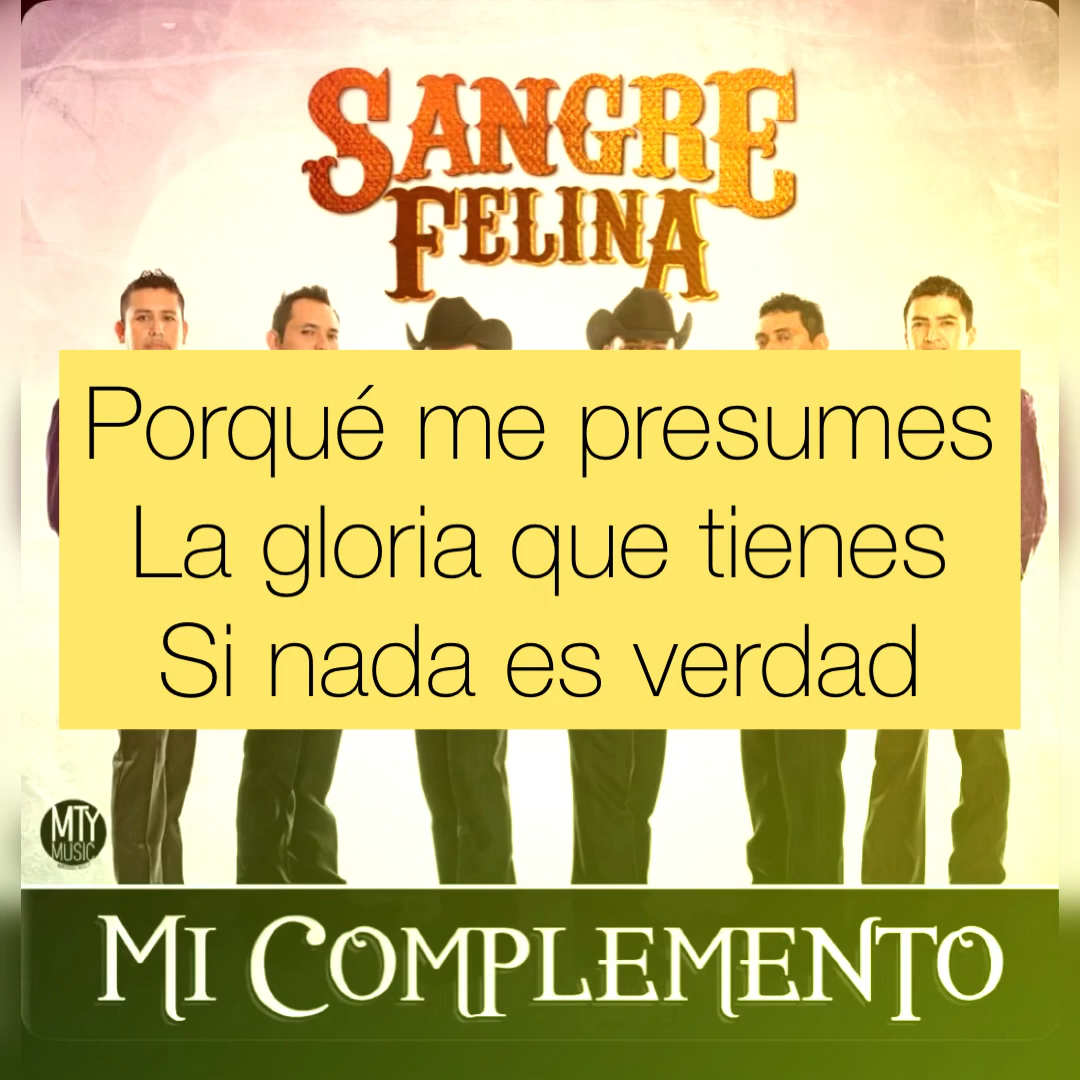 SANGRE
FELINA
Porqué me presumes
La gloria que tienes
Si nada es verdad
MTY
MUSIC
MI COMPLEMENTO